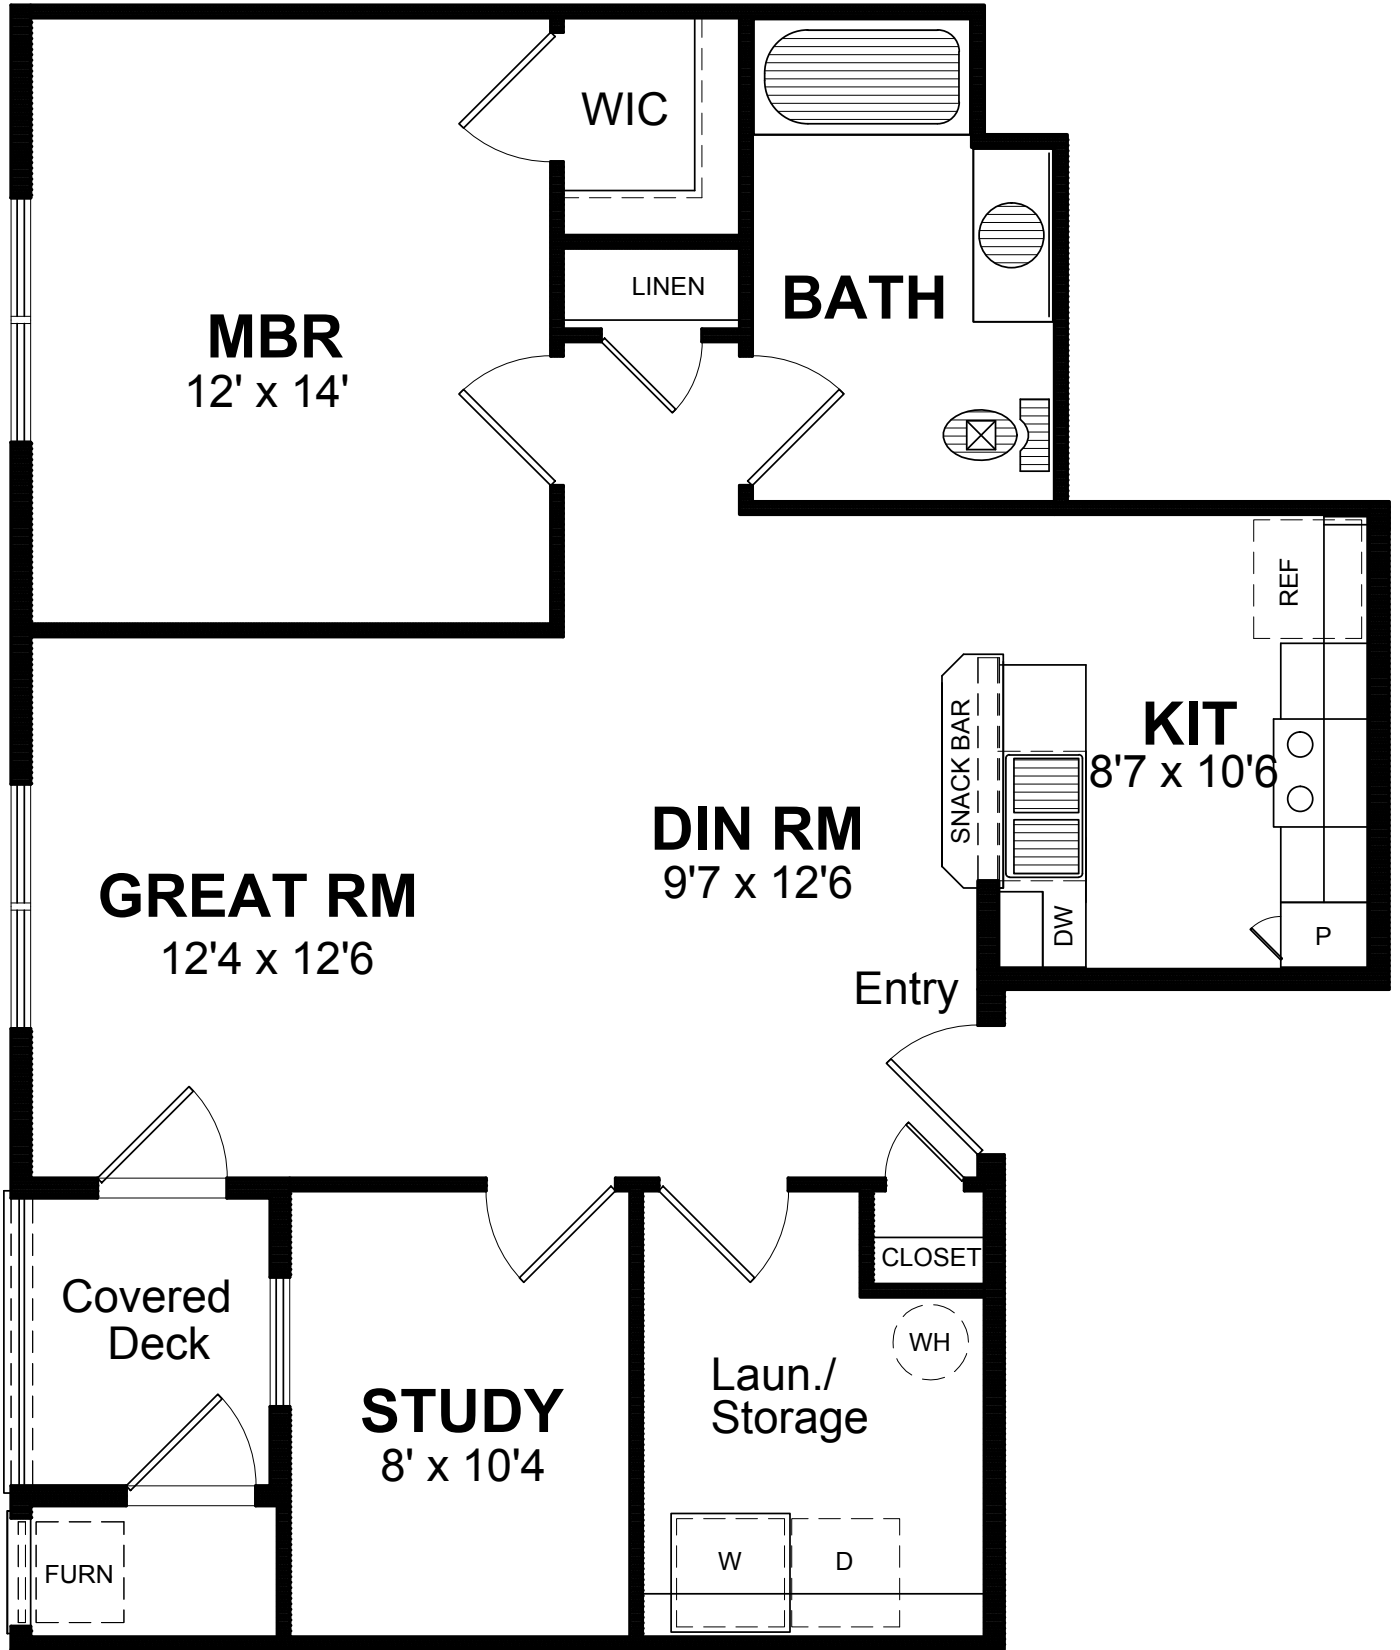 WIC
LINEN
BATH
MBR
12' x 14'
REF
KIT
8'7 x 10'6
SNACK BAR
DIN RM
9'7 x 12'6
GREAT RM
12'4 x 12'6
DW
P
Entry
CLOSET
Covered
Deck
WH
Laun./
Storage
STUDY
8' x 10'4
FURN
W
D